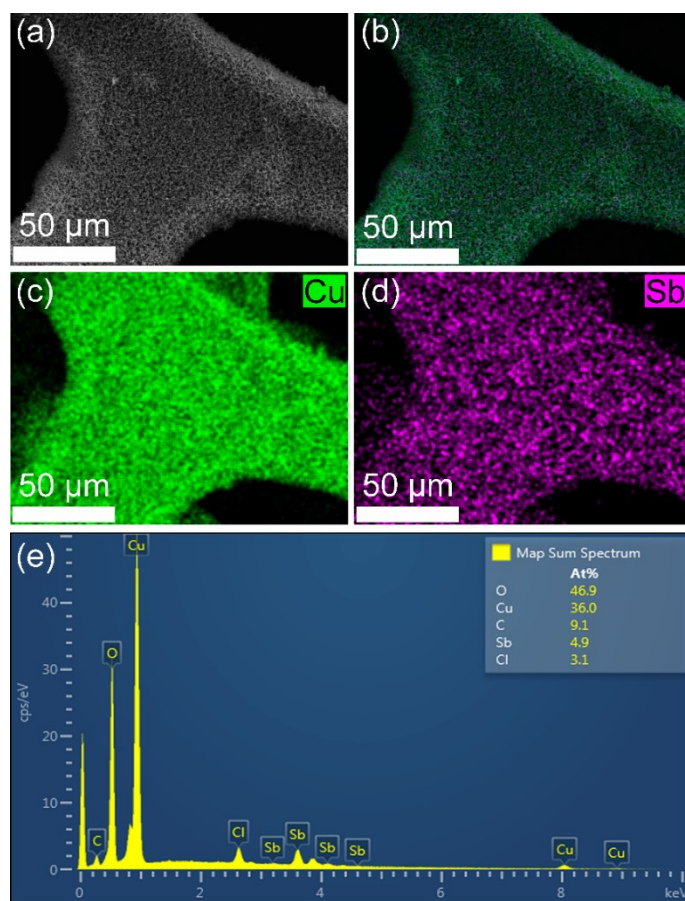 (a)
(b)
50 µm
50 µm
(c)
Cu
(d)
Sb
50 µm
50 µm
(e)
Cu
Map Sum Spectrum
At%
O 46.9
Cu 36.0
C 9.1
Sb 4.9
Cl 3.1
40
O
30
cps/eV
20
10
C
Cl
Sb
Sb
Sb
Sb
Cu
Cu
0
0 2 4 6 8 keV